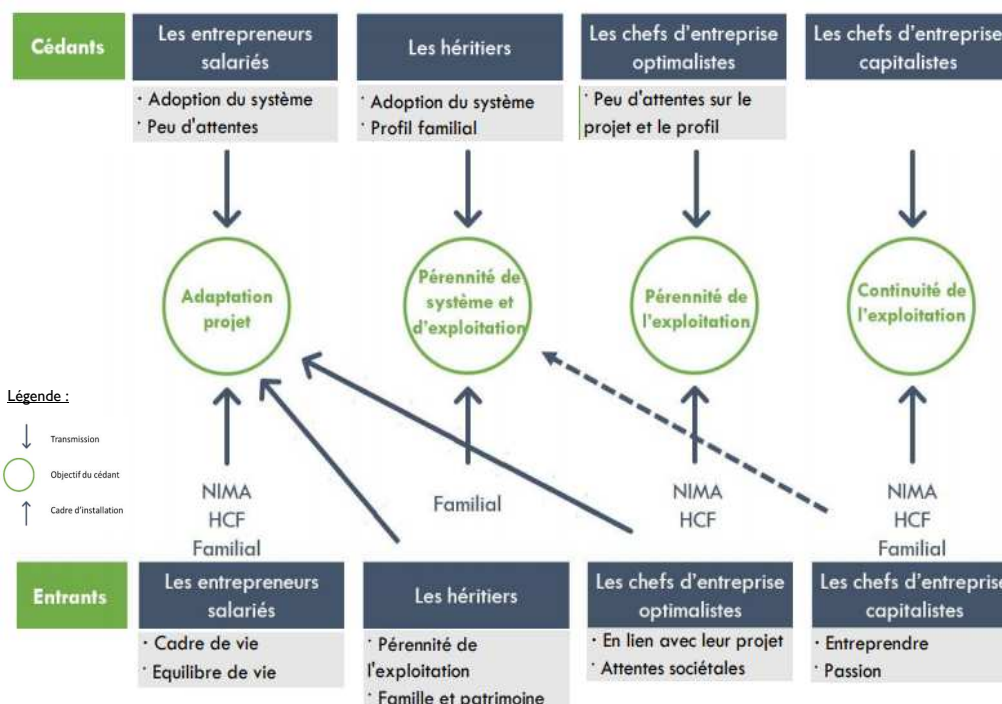 Cédants
Les entrepreneurs
salariés
Les héritiers
Les chefs d'entreprise
optimalistes
Les chefs d'entreprise
capitalistes
· Adoption du système
· Peu d'attentes
· Adoption du système
· Profil familial
· Peu d'attentes sur le
projet et le profil
Adaptation
projet
Pérennité de
système et
d'exploitation
Pérennité de
l'exploitation
Continuité de
l'exploitation
Légende :
Transmission
Objectif du cédant
Cadre d'installation
NIMA
HCF
Familial
Familial
NIMA
HCF
NIMA
HCF
Familial
Entrants
Les entrepreneurs
salariés
Les héritiers
Les chefs d'entreprise
optimalistes
Les chefs d'entreprise
capitalistes
· Cadre de vie
· Equilibre de vie
· Pérennité de
l'exploitation
· Famille et patrimoine
· En lien avec leur projet
· Attentes sociétales
· Entreprendre
· Passion